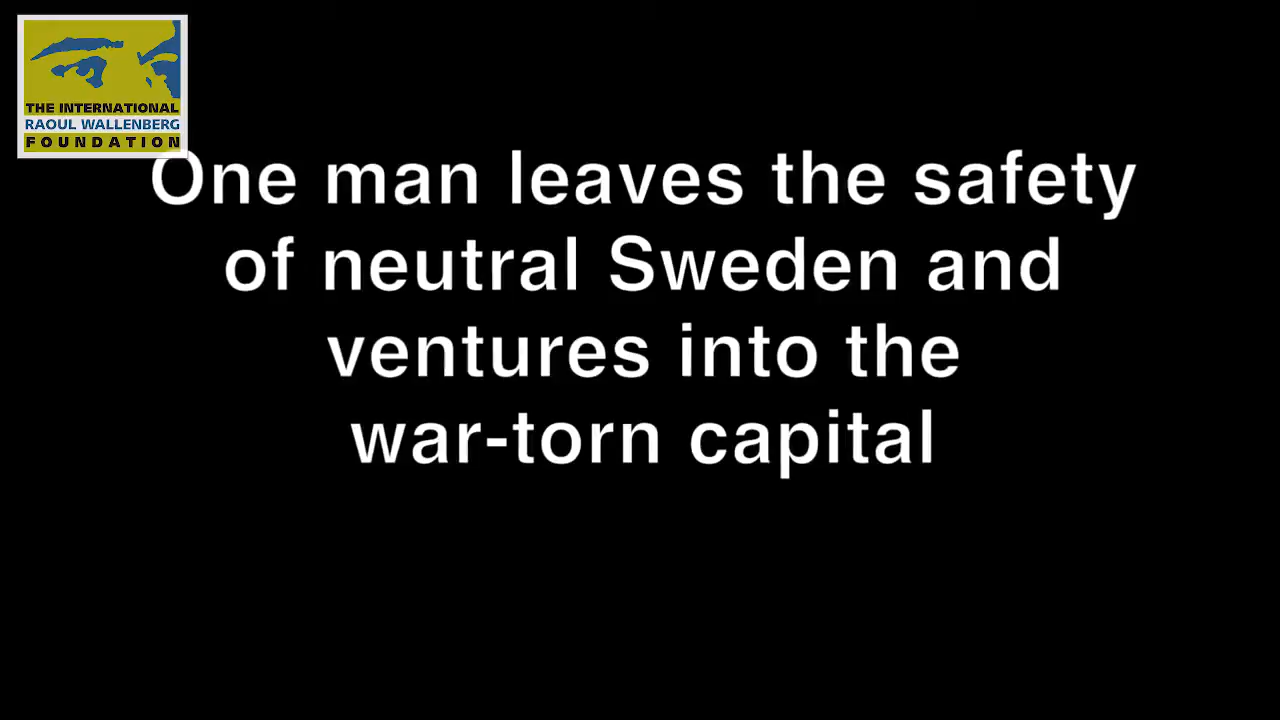 THE INTERNATIONAL
RAOUL WALLENBERG
FOUNDATION
One man leaves the safety
of neutral Sweden and
ventures into the
war-torn capital